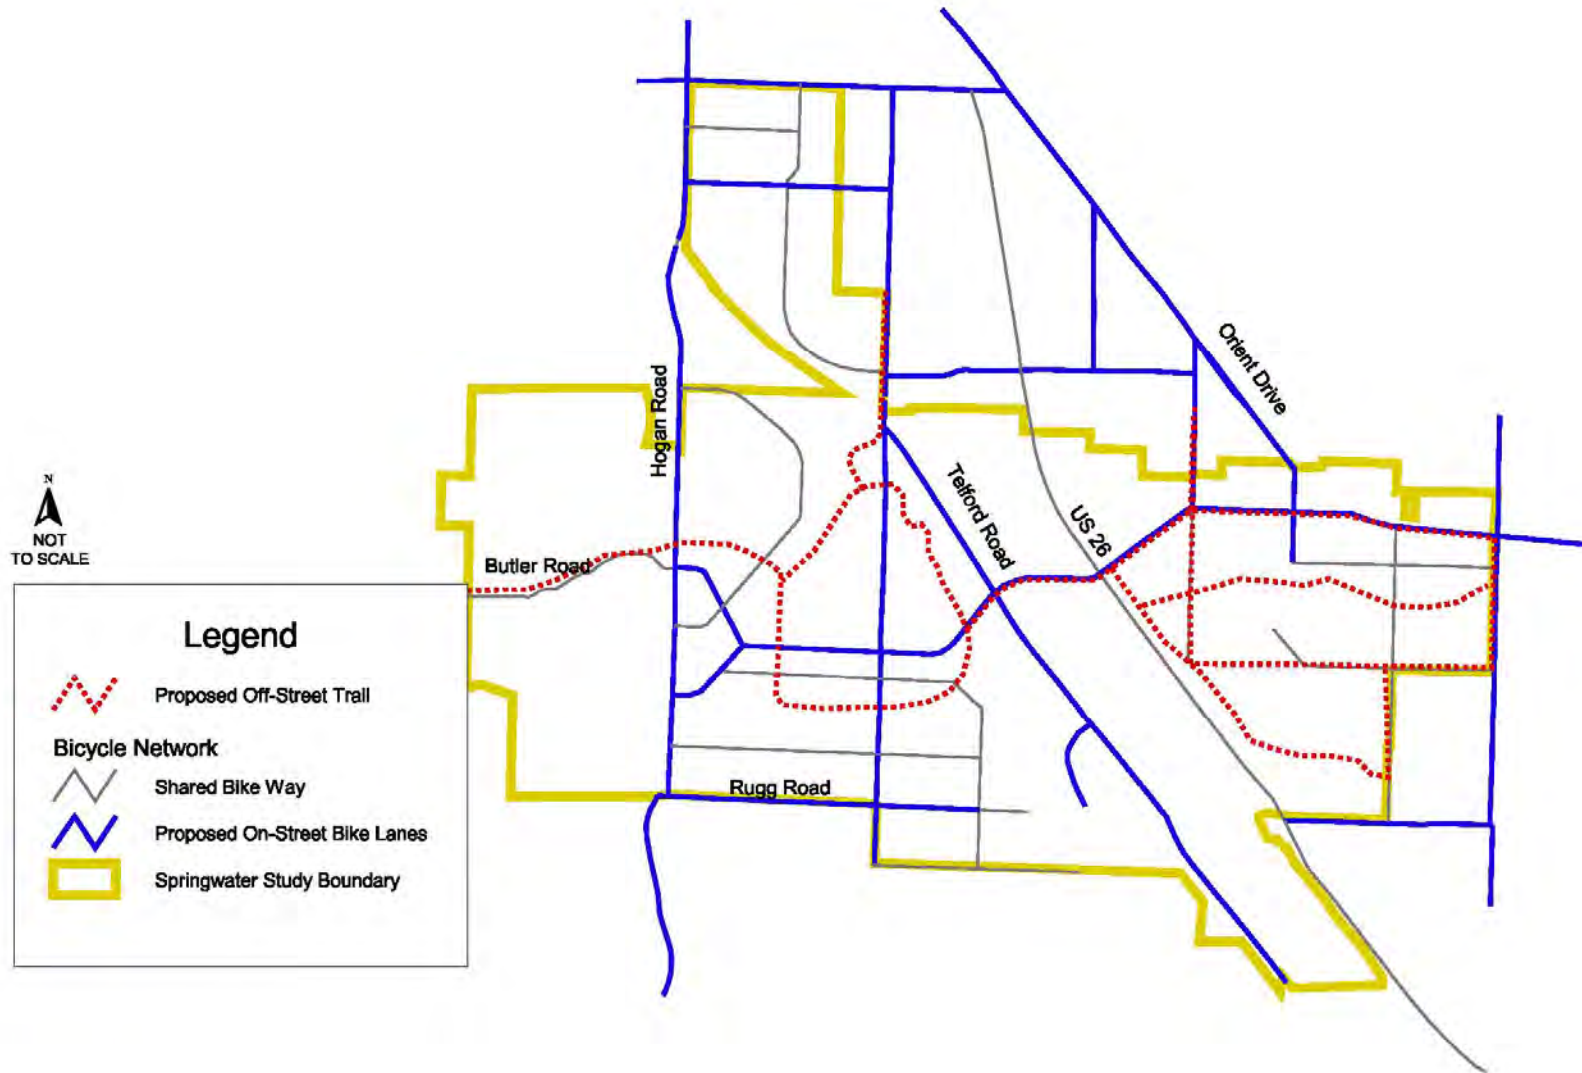 Orient Drive
Hogan Road
Telford Road
US 26
N
NOT
TO SCALE
Butler Road
Rugg Road
Legend
Proposed Off-Street Trail
Bicycle Network
Shared Bike Way
Proposed On-Street Bike Lanes
Springwater Study Boundary